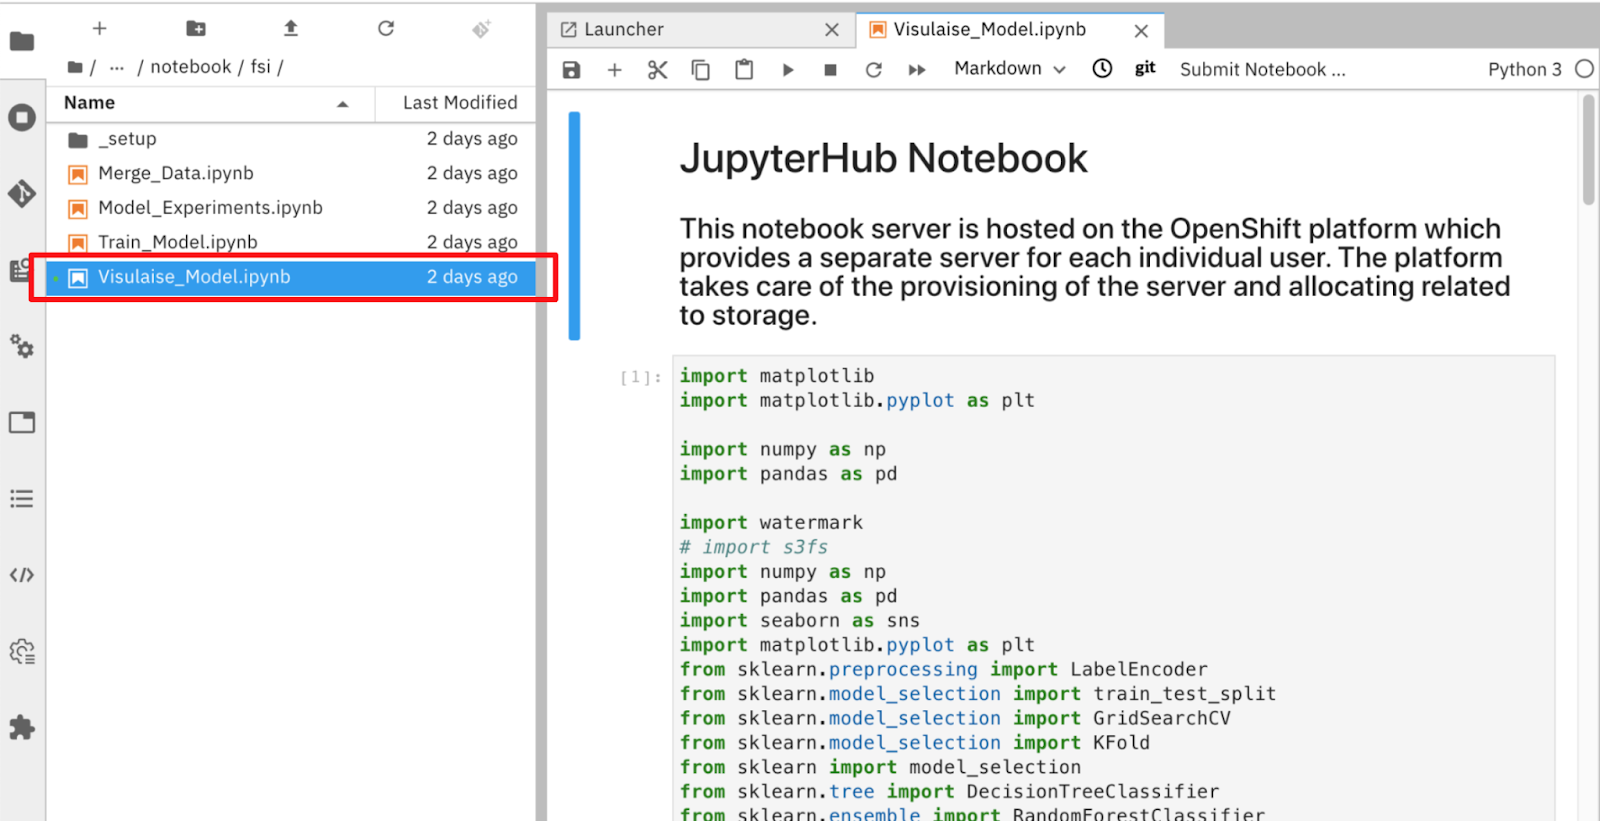 / ... / notebook / fsi /
Name Last Modified
_setup 2 days ago
Merge_Data.ipynb 2 days ago
Model_Experiments.ipynb 2 days ago
Train_Model.ipynb 2 days ago
Visulaise_Model.ipynb 2 days ago
Launcher
Visulaise_Model.ipynb
Markdown git Submit Notebook ... Python 3
JupyterHub Notebook
This notebook server is hosted on the OpenShift platform which
provides a separate server for each individual user. The platform
takes care of the provisioning of the server and allocating related
to storage.
[1]: import matplotlib
import matplotlib.pyplot as plt
import numpy as np
import pandas as pd
import watermark
# import s3fs
import numpy as np
import pandas as pd
import seaborn as sns
import matplotlib.pyplot as plt
from sklearn.preprocessing import LabelEncoder
from sklearn.model_selection import train_test_split
from sklearn.model_selection import GridSearchCV
from sklearn.model_selection import KFold
from sklearn import model_selection
from sklearn.tree import DecisionTreeClassifier
from sklearn.ensemble import RandomForestClassifier